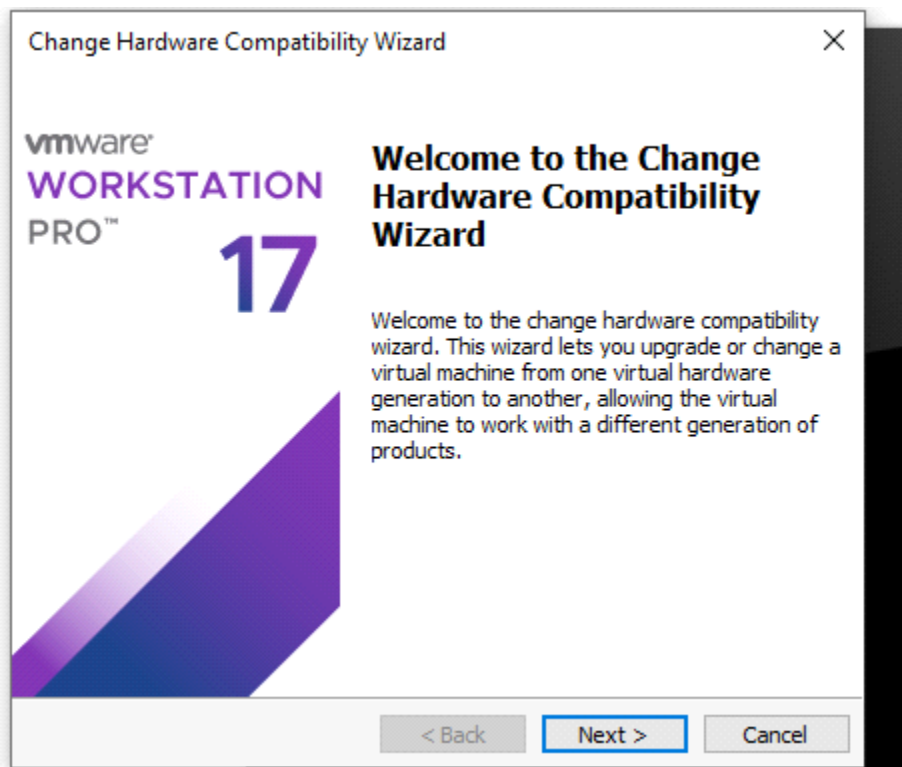 Change Hardware Compatibility Wizard
vmware®
WORKSTATION
PRO™
17
Welcome to the Change
Hardware Compatibility
Wizard
Welcome to the change hardware compatibility
wizard. This wizard lets you upgrade or change a
virtual machine from one virtual hardware
generation to another, allowing the virtual
machine to work with a different generation of
products.
< Back
Next >
Cancel